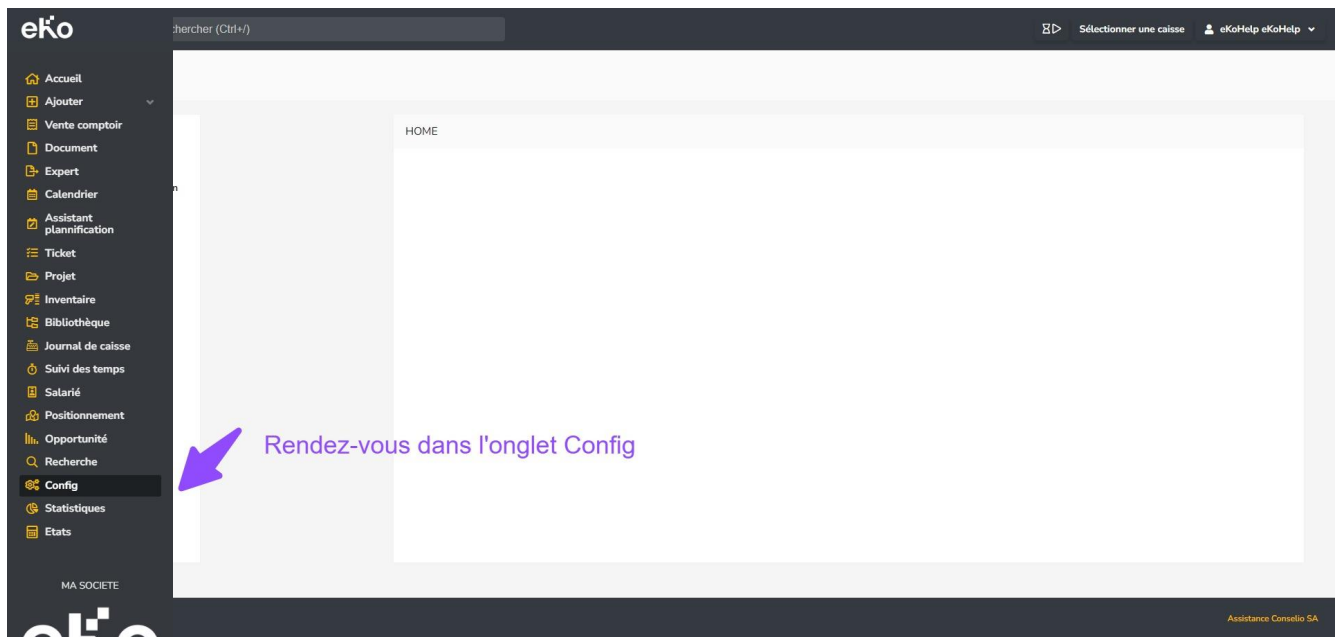 eKo
chercher (Ctrl+/)
Sélectionner une caisse
eKoHelp eKoHelp
Accueil
Ajouter
Vente comptoir
Document
Expert
Calendrier
Assistant
plannification
Ticket
Projet
Inventaire
Bibliothèque
Journal de caisse
Suivi des temps
Salarié
Positionnement
Opportunité
Recherche
Config
Statistiques
Etats
MA SOCIETE
eKo
n
HOME
Rendez-vous dans l'onglet Config
Assistance Conselio SA